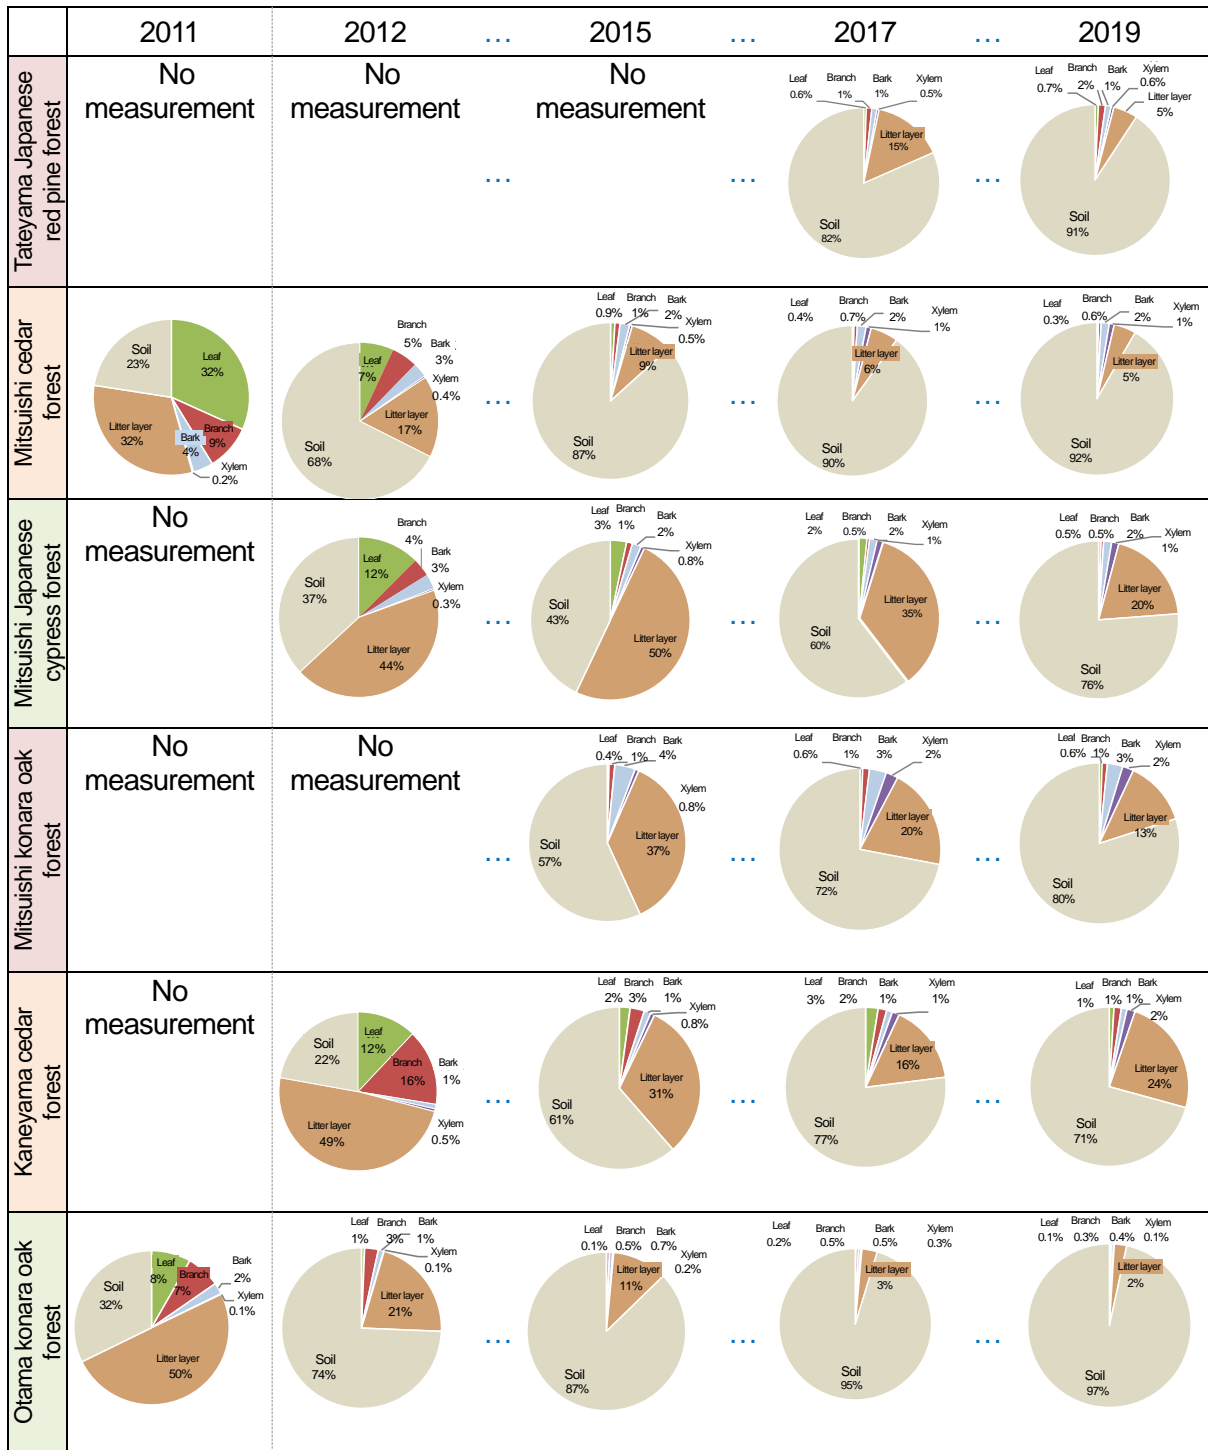 2011
2012
...
2015
...
2017
...
2019
Tateyama Japanese
red pine forest
No
measurement
No
measurement
...
No
measurement
...
Leaf
0.6%
Branch
1%
Bark
1%
Xylem
0.5%
Litter layer
15%
Soil
82%
...
Leaf
0.7%
Branch
2%
Bark
1%
Xylem
0.6%
Litter layer
5%
Soil
91%
Mitsuishi cedar
forest
Soil
23%
Leaf
32%
Litter layer
32%
Bark
4%
Branch
9%
Xylem
0.2%
Branch
5%
Bark
3%
Leaf
7%
Xylem
0.4%
Litter layer
17%
Soil
68%
...
Leaf
0.9%
Branch
1%
Bark
2%
Xylem
0.5%
Litter layer
9%
Soil
87%
...
Leaf
0.4%
Branch
0.7%
Bark
2%
Xylem
1%
Litter layer
6%
Soil
90%
...
Leaf
0.3%
Branch
0.6%
Bark
2%
Xylem
1%
Litter layer
5%
Soil
92%
Mitsuishi Japanese
cypress forest
No
measurement
Branch
4%
Bark
3%
Leaf
12%
Xylem
0.3%
Soil
37%
Litter layer
44%
...
Leaf
3%
Branch
1%
Bark
2%
Xylem
0.8%
Soil
43%
Litter layer
50%
...
Leaf
2%
Branch
0.5%
Bark
2%
Xylem
1%
Litter layer
35%
Soil
60%
...
Leaf
0.5%
Branch
0.5%
Bark
2%
Xylem
1%
Litter layer
20%
Soil
76%
Mitsuishi konara oak
forest
No
measurement
No
measurement
...
Leaf
0.4%
Branch
1%
Bark
4%
Xylem
0.8%
Litter layer
37%
Soil
57%
...
Leaf
0.6%
Branch
1%
Bark
3%
Xylem
2%
Litter layer
20%
Soil
72%
...
Leaf
0.6%
Branch
1%
Bark
3%
Xylem
2%
Litter layer
13%
Soil
80%
Kaneyama cedar
forest
No
measurement
Soil
22%
Leaf
12%
Branch
16%
Bark
1%
Xylem
0.5%
Litter layer
49%
...
Leaf
2%
Branch
3%
Bark
1%
Xylem
0.8%
Litter layer
31%
Soil
61%
...
Leaf
3%
Branch
2%
Bark
1%
Xylem
1%
Litter layer
16%
Soil
77%
...
Leaf
1%
Branch
1%
Bark
1%
Xylem
2%
Litter layer
24%
Soil
71%
Otama konara oak
forest
Soil
32%
Leaf
8%
Branch
7%
Bark
2%
Xylem
0.1%
Litter layer
50%
Leaf
1%
Branch
3%
Bark
1%
Xylem
0.1%
Litter layer
21%
Soil
74%
...
Leaf
0.1%
Branch
0.5%
Bark
0.7%
Xylem
0.2%
Litter layer
11%
Soil
87%
...
Leaf
0.2%
Branch
0.5%
Bark
0.5%
Xylem
0.3%
Litter layer
3%
Soil
95%
...
Leaf
0.1%
Branch
0.3%
Bark
0.4%
Xylem
0.1%
Litter layer
2%
Soil
97%